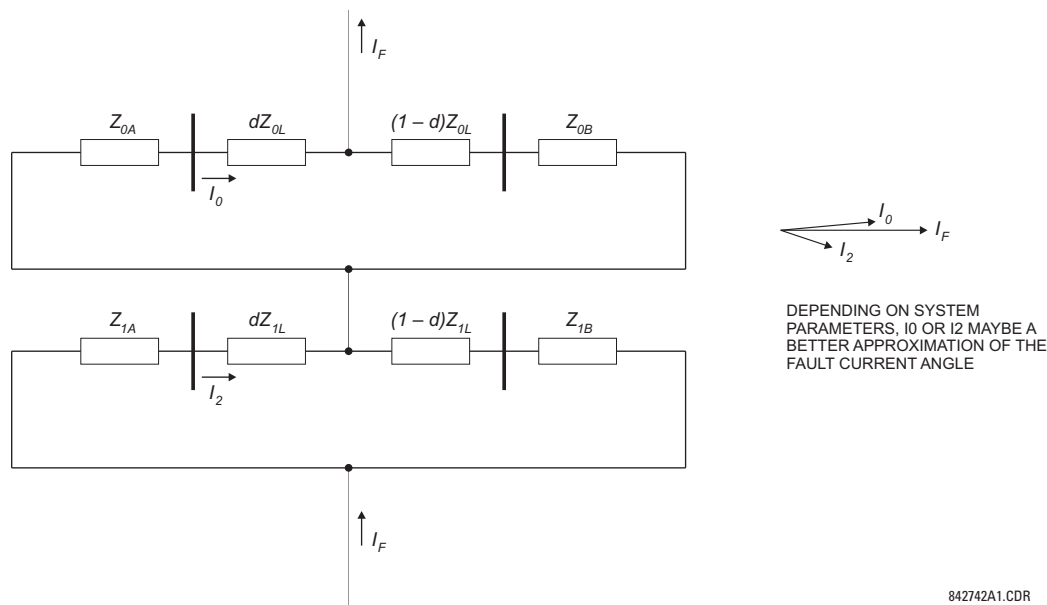 I_F
Z_0A
dZ_0L
(1 – d)Z_0L
Z_0B
I_0
I_0
I_F
I_2
Z_1A
dZ_1L
(1 – d)Z_1L
Z_1B
I_2
DEPENDING ON SYSTEM
PARAMETERS, I0 OR I2 MAYBE A
BETTER APPROXIMATION OF THE
FAULT CURRENT ANGLE
I_F
842742A1.CDR